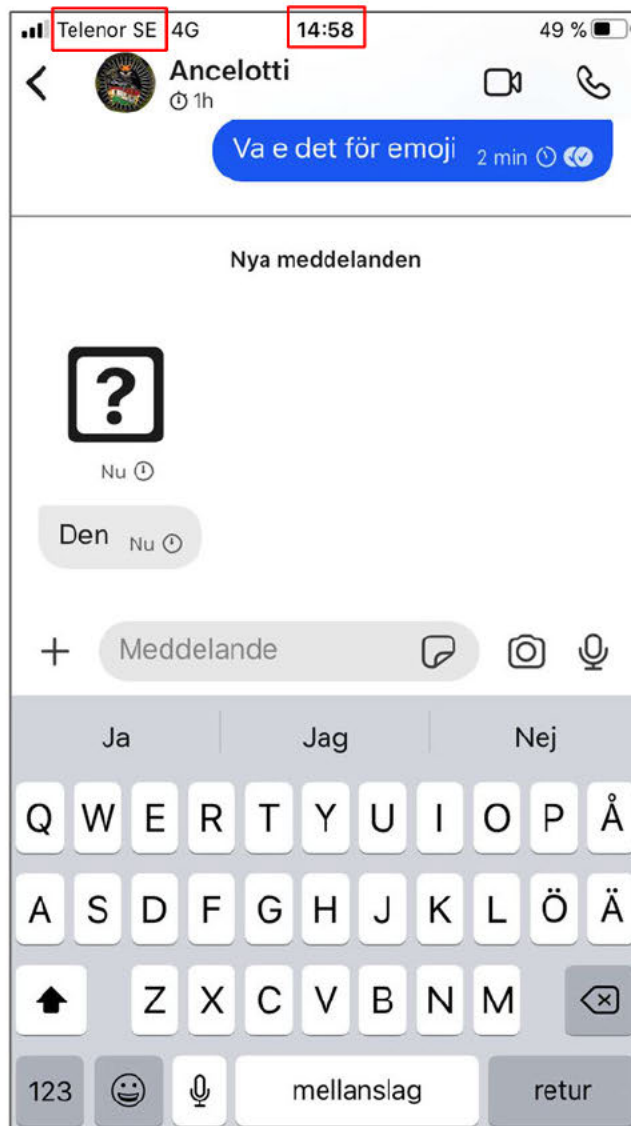 Telenor SE 4G 14:58 49 %
Ancelotti
1h
Va e det för emoji 2 min
Nya meddelanden
?
Nu
Den Nu
Meddelande
Ja Jag Nej
Q W E R T Y U I O P Å
A S D F G H J K L Ö Ä
Z X C V B N M
123 mellanslag retur